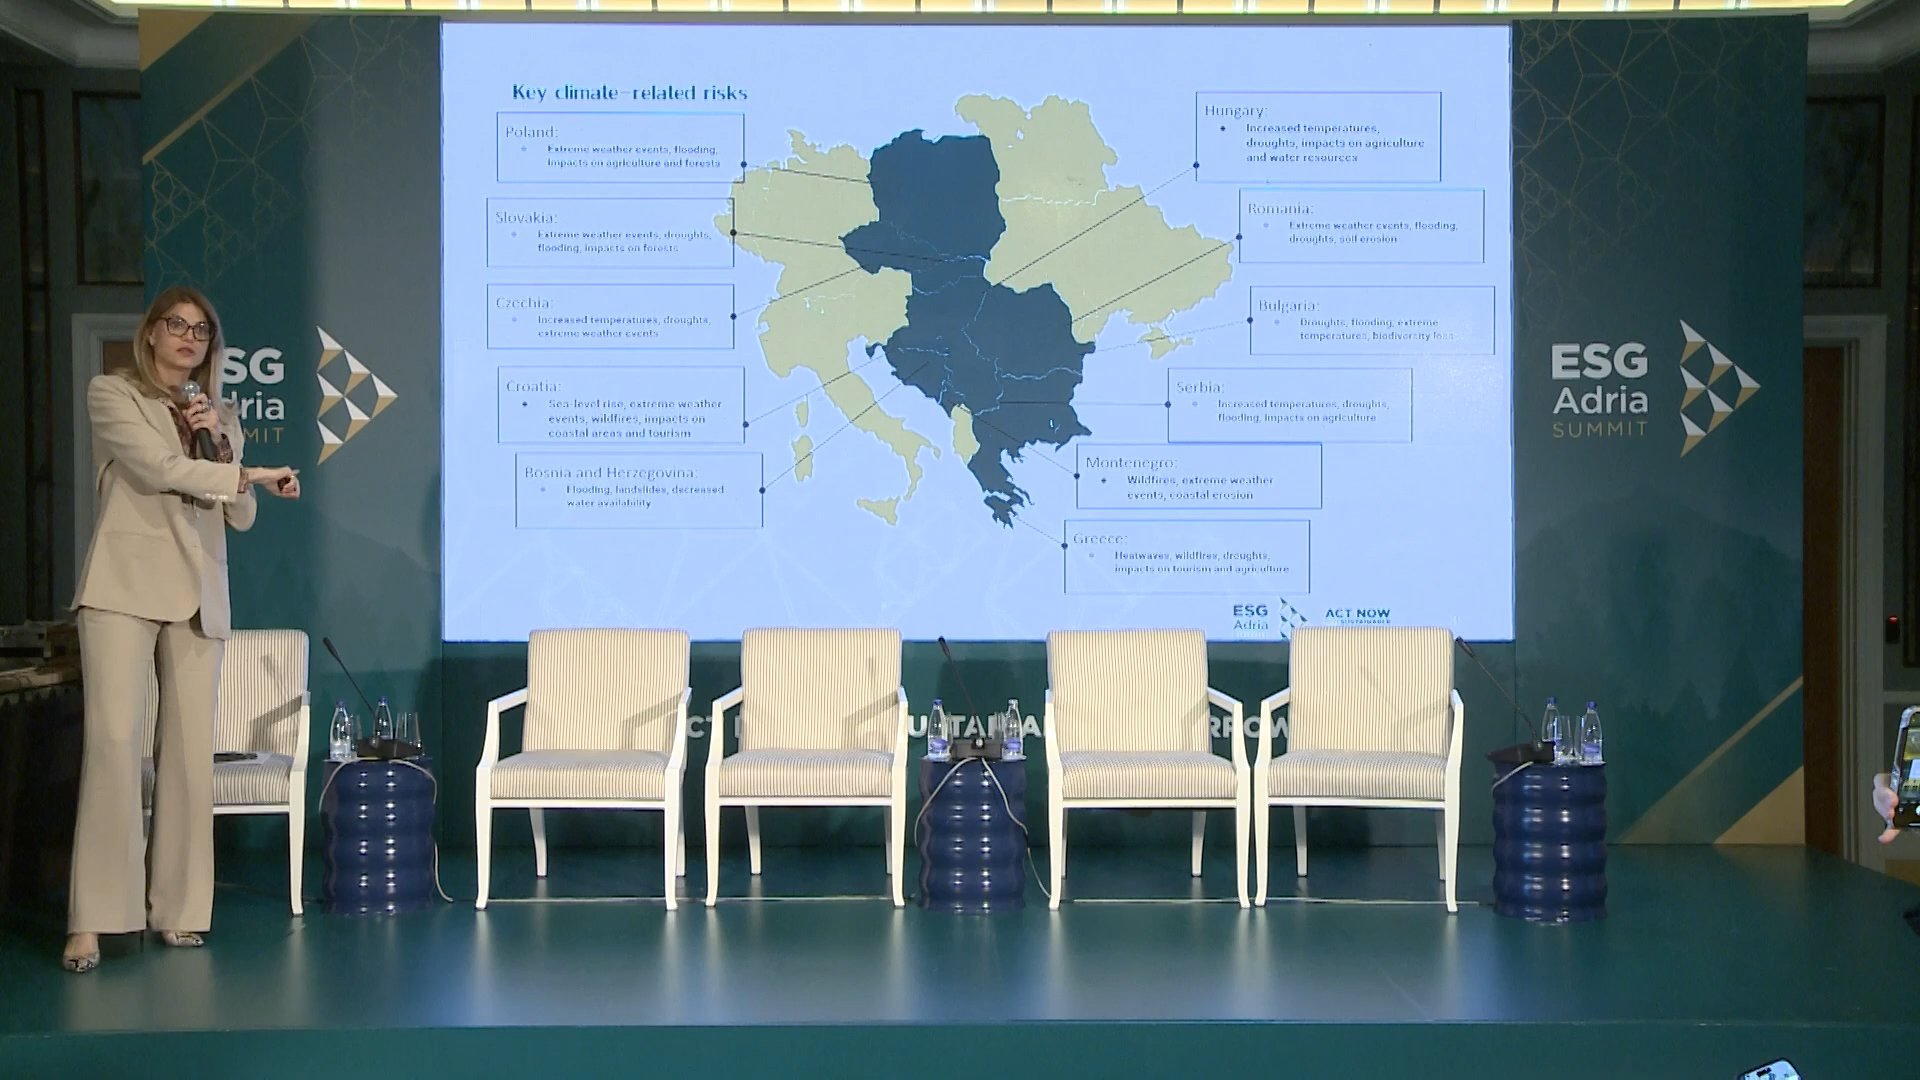 Key climate-related risks
Poland:
Extreme weather events, flooding,
impacts on agriculture and forests
Slovakia:
Extreme weather events, droughts,
flooding, impacts on forests
Czechia:
Increased temperatures, droughts,
extreme weather events
Croatia:
Sea-level rise, extreme weather
events, wildfires, impacts on
coastal areas and tourism
Bosnia and Herzegovina:
Flooding, landslides, decreased
water availability
Hungary:
Increased temperatures,
droughts, impacts on agriculture
and water resources
Romania:
Extreme weather events, flooding,
droughts, soil erosion
Bulgaria:
Droughts, flooding, extreme
temperatures, biodiversity loss
Serbia:
Increased temperatures, droughts,
flooding, impacts on agriculture
Montenegro:
Wildfires, extreme weather
events, coastal erosion
Greece:
Heatwaves, wildfires, droughts,
impacts on tourism and agriculture
ESG
Adria
ACT NOW
SG
dria
MIT
ESG
Adria
SUMMIT